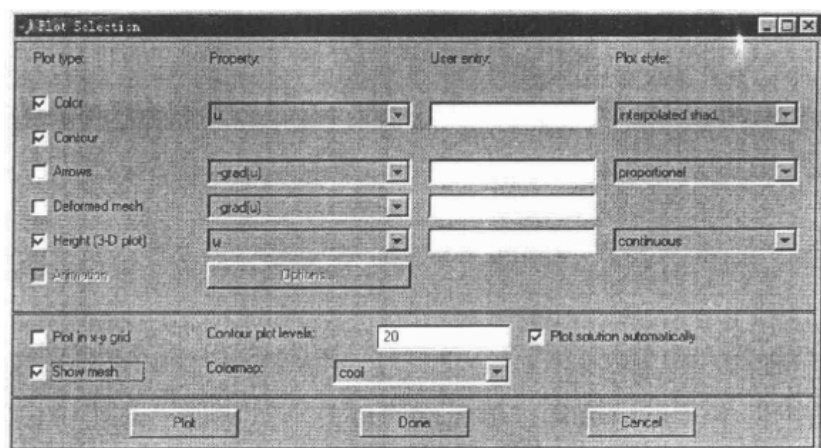 Plot Selection
Plot type: Property: User entry: Plot style:
Color u interpolated shad.
Contour
Arrows -grad(u) proportional
Deformed mesh -grad(u)
Height (3-D plot) u continuous
Animation Options...
Plot in x-y grid Contour plot levels: 20 Plot solution automatically
Show mesh Colormap: cool
Plot Done Cancel